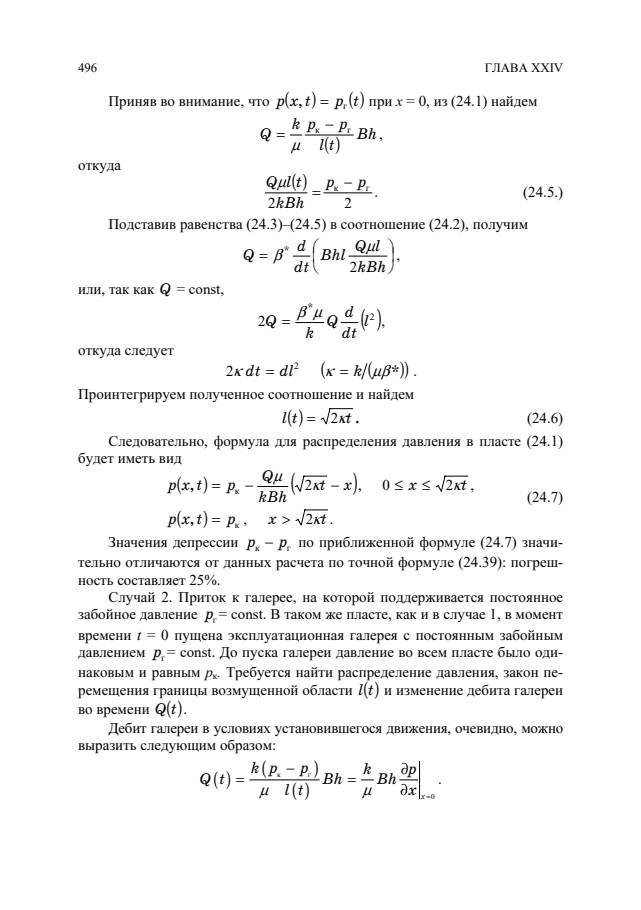 496 ГЛАВА XXIV
Приняв во внимание, что p(x, t) = pг(t) при x = 0, из (24.1) найдем
Q = k/μ (pк − pг)/l(t) Bh ,
откуда
Qμl(t)/2kBh = (pк − pг)/2 . (24.5.)
Подставив равенства (24.3)–(24.5) в соотношение (24.2), получим
Q = β* d/dt (Bhl Qμl/2kBh),
или, так как Q = const,
2Q = β*μ/k Q d/dt (l²),
откуда следует
2κ dt = dl² (κ = k/(μβ*)) .
Проинтегрируем полученное соотношение и найдем
l(t) = √2κt . (24.6)
Следовательно, формула для распределения давления в пласте (24.1)
будет иметь вид
p(x, t) = pк − Qμ/kBh (√2κt − x), 0 ≤ x ≤ √2κt ,
(24.7)
p(x, t) = pк , x > √2κt .
Значения депрессии pк − pг по приближенной формуле (24.7) значи-
тельно отличаются от данных расчета по точной формуле (24.39): погреш-
ность составляет 25%.
Случай 2. Приток к галерее, на которой поддерживается постоянное
забойное давление pг = const. В таком же пласте, как и в случае 1, в момент
времени t = 0 пущена эксплуатационная галерея с постоянным забойным
давлением pг = const. До пуска галереи давление во всем пласте было оди-
наковым и равным pк. Требуется найти распределение давления, закон пе-
ремещения границы возмущенной области l(t) и изменение дебита галереи
во времени Q(t).
Дебит галереи в условиях установившегося движения, очевидно, можно
выразить следующим образом:
Q(t) = k(pк − pг)/μ l(t) Bh = k/μ Bh ∂p/∂x|x=0 .